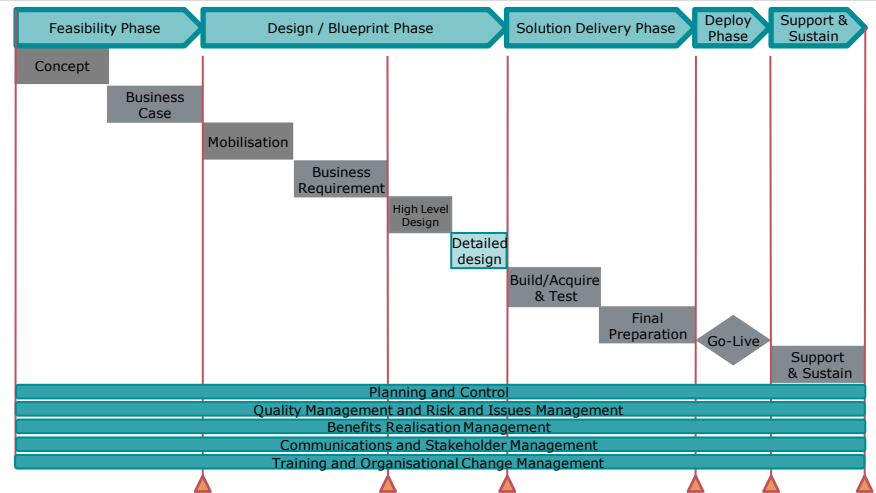 Feasibility Phase
Design / Blueprint Phase
Solution Delivery Phase
Deploy
Phase
Support &
Sustain
Concept
Business
Case
Mobilisation
Business
Requirement
High Level
Design
Detailed
design
Build/Acquire
& Test
Final
Preparation
Go-Live
Support
& Sustain
Planning and Control
Quality Management and Risk and Issues Management
Benefits Realisation Management
Communications and Stakeholder Management
Training and Organisational Change Management